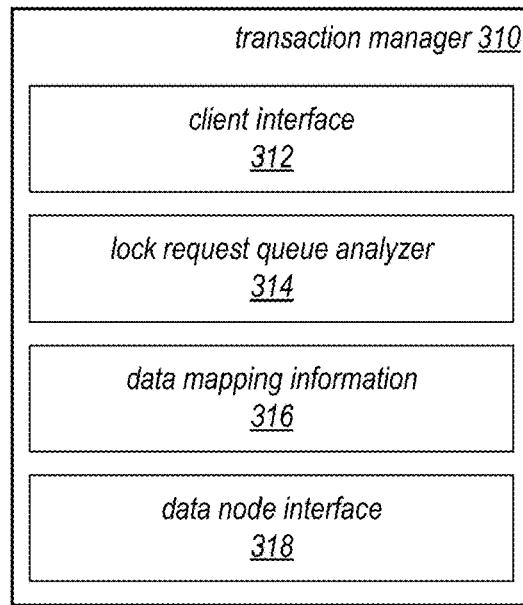 transaction manager 310
client interface
312
lock request queue analyzer
314
data mapping information
316
data node interface
318